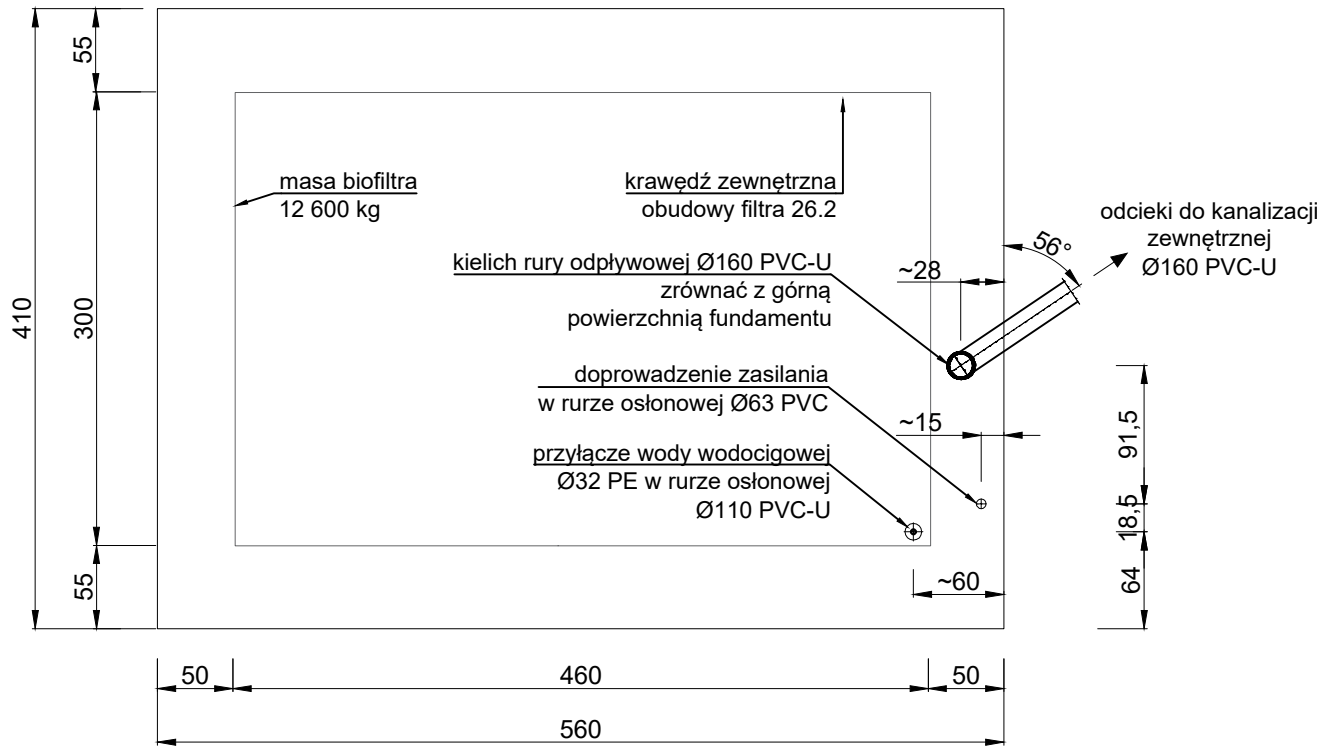 55
masa biofiltra
12 600 kg
krawędź zewnętrzna
obudowy filtra 26.2
odcieki do kanalizacji
zewnętrznej
Ø160 PVC-U
56°
kielich rury odpływowej Ø160 PVC-U
zrównać z górną
powierzchnią fundamentu
~28
410
300
doprowadzenie zasilania
w rurze osłonowej Ø63 PVC
~15
91,5
przyłącze wody wodocigowej
Ø32 PE w rurze osłonowej
Ø110 PVC-U
18,5
55
~60
64
50
460
50
560